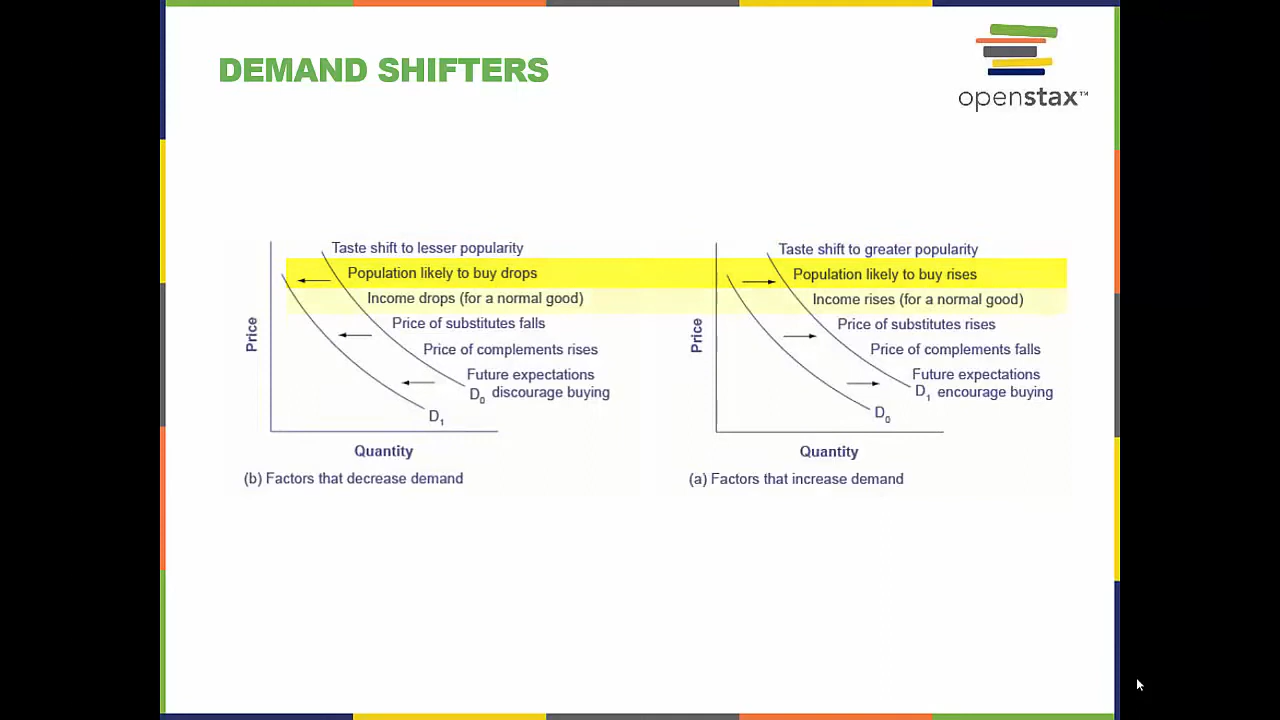 DEMAND SHIFTERS
openstax™
Taste shift to lesser popularity
Population likely to buy drops
Income drops (for a normal good)
Price of substitutes falls
Price of complements rises
Future expectations
D0 discourage buying
D1
Price
Quantity
(b) Factors that decrease demand
Taste shift to greater popularity
Population likely to buy rises
Income rises (for a normal good)
Price of substitutes rises
Price of complements falls
Future expectations
D1 encourage buying
D0
Price
Quantity
(a) Factors that increase demand